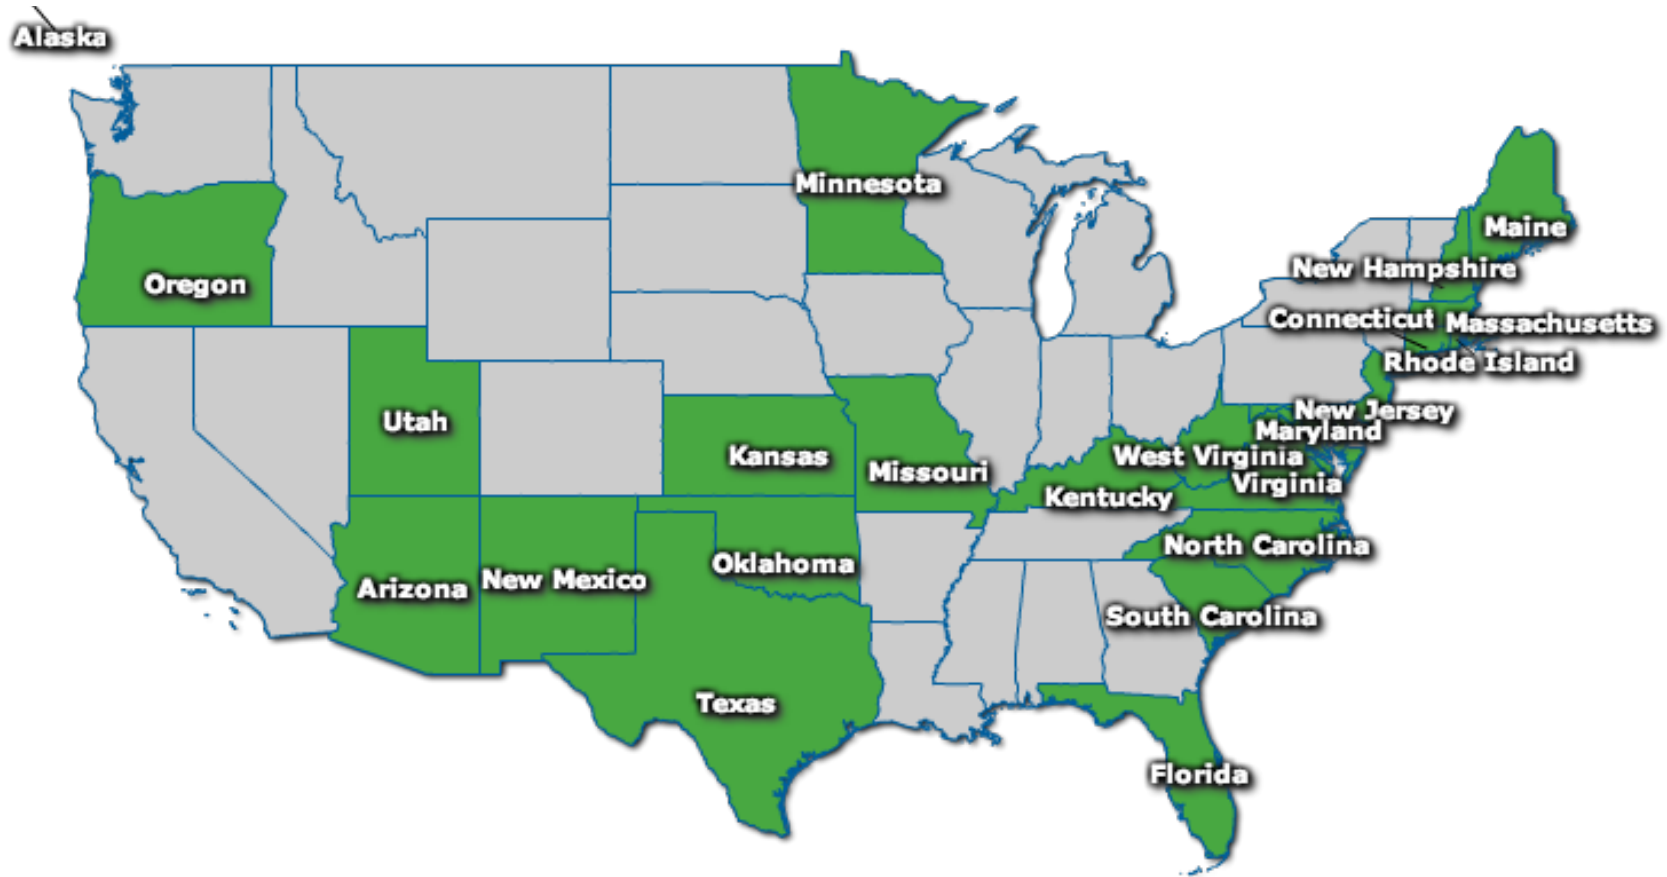 Alaska
Minnesota
Maine
New Hampshire
Oregon
Connecticut
Massachusetts
Rhode Island
New Jersey
Utah
Maryland
Kansas
West Virginia
Missouri
Virginia
Kentucky
North Carolina
Oklahoma
New Mexico
Arizona
South Carolina
Texas
Florida